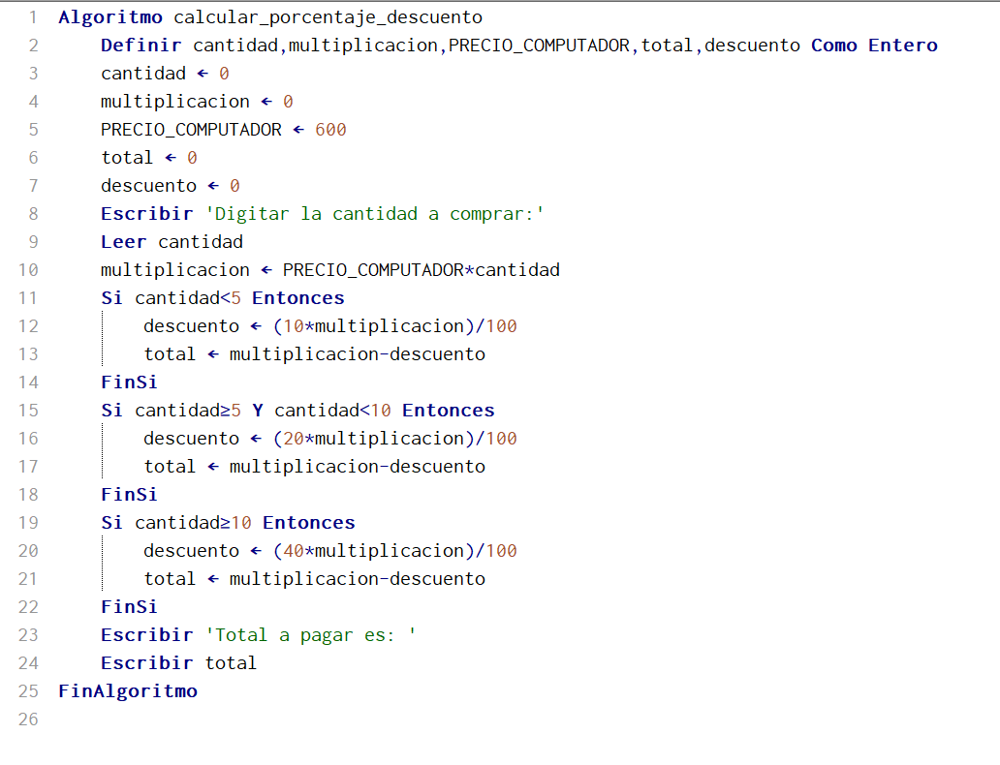 1 Algoritmo calcular_porcentaje_descuento
2 Definir cantidad,multiplicacion,PRECIO_COMPUTADOR,total,descuento Como Entero
3 cantidad ← 0
4 multiplicacion ← 0
5 PRECIO_COMPUTADOR ← 600
6 total ← 0
7 descuento ← 0
8 Escribir 'Digitar la cantidad a comprar:'
9 Leer cantidad
10 multiplicacion ← PRECIO_COMPUTADOR*cantidad
11 Si cantidad<5 Entonces
12 descuento ← (10*multiplicacion)/100
13 total ← multiplicacion-descuento
14 FinSi
15 Si cantidad≥5 Y cantidad<10 Entonces
16 descuento ← (20*multiplicacion)/100
17 total ← multiplicacion-descuento
18 FinSi
19 Si cantidad≥10 Entonces
20 descuento ← (40*multiplicacion)/100
21 total ← multiplicacion-descuento
22 FinSi
23 Escribir 'Total a pagar es: '
24 Escribir total
25 FinAlgoritmo
26